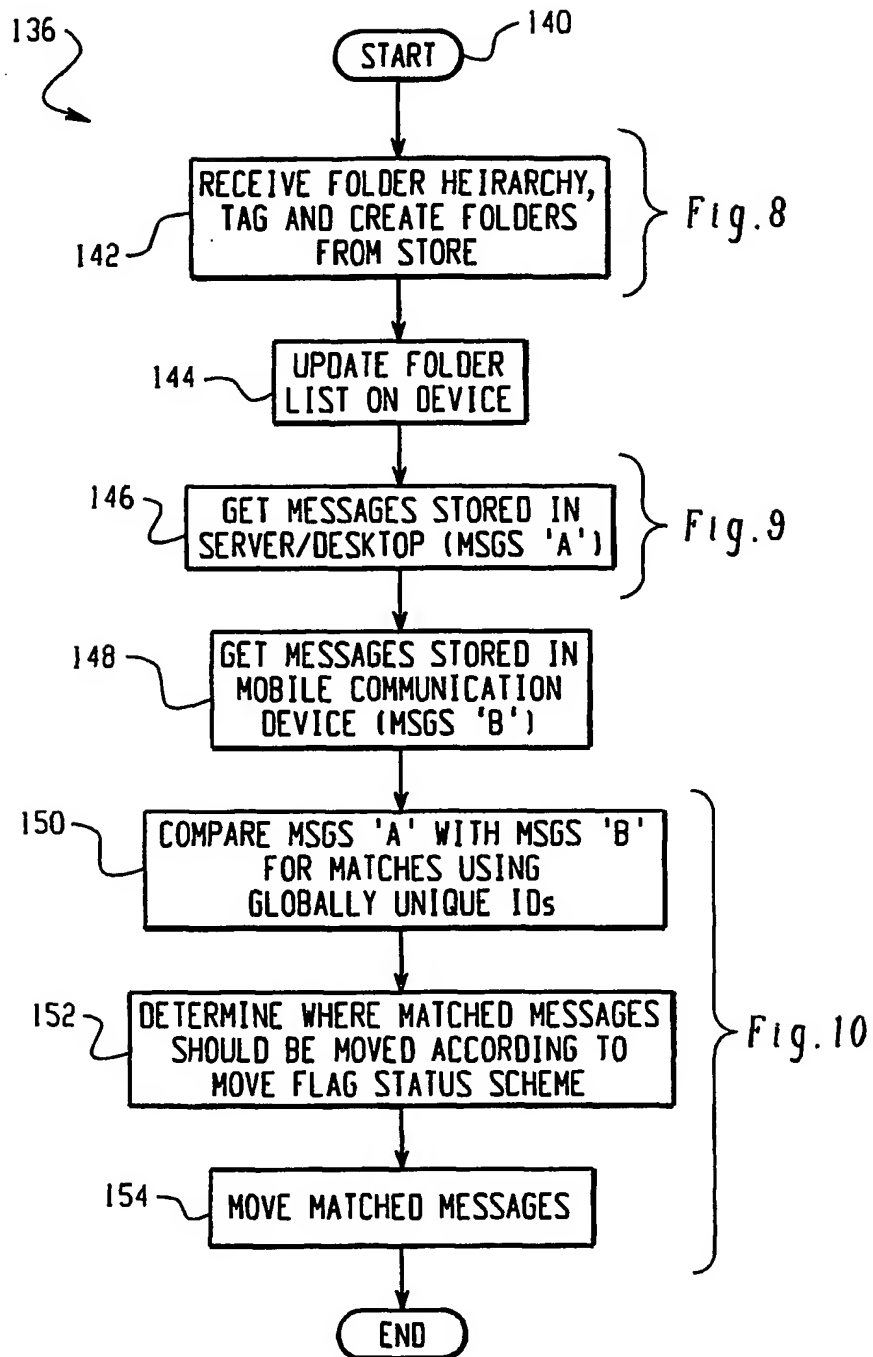 136
START
140
RECEIVE FOLDER HEIRARCHY,
TAG AND CREATE FOLDERS
FROM STORE
142
Fig.8
UPDATE FOLDER
LIST ON DEVICE
144
146
GET MESSAGES STORED IN
SERVER/DESKTOP (MSGS 'A')
Fig.9
148
GET MESSAGES STORED IN
MOBILE COMMUNICATION
DEVICE (MSGS 'B')
150
COMPARE MSGS 'A' WITH MSGS 'B'
FOR MATCHES USING
GLOBALLY UNIQUE IDs
152
DETERMINE WHERE MATCHED MESSAGES
SHOULD BE MOVED ACCORDING TO
MOVE FLAG STATUS SCHEME
Fig.10
154
MOVE MATCHED MESSAGES
END